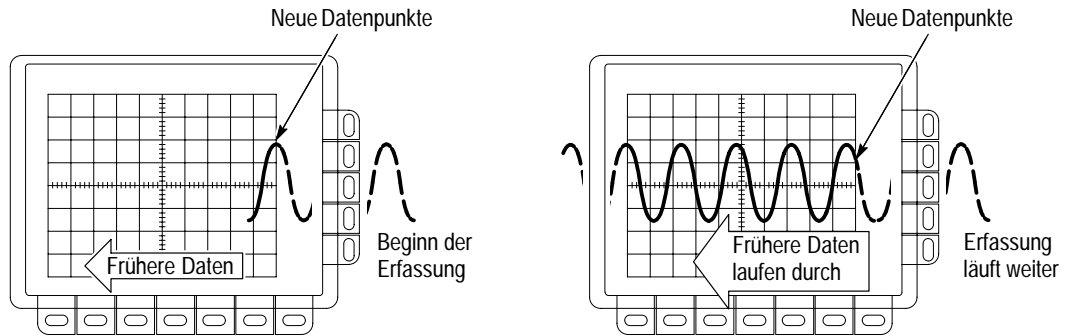 Neue Datenpunkte
Frühere Daten
Beginn der
Erfassung
Neue Datenpunkte
Frühere Daten
laufen durch
Erfassung
läuft weiter